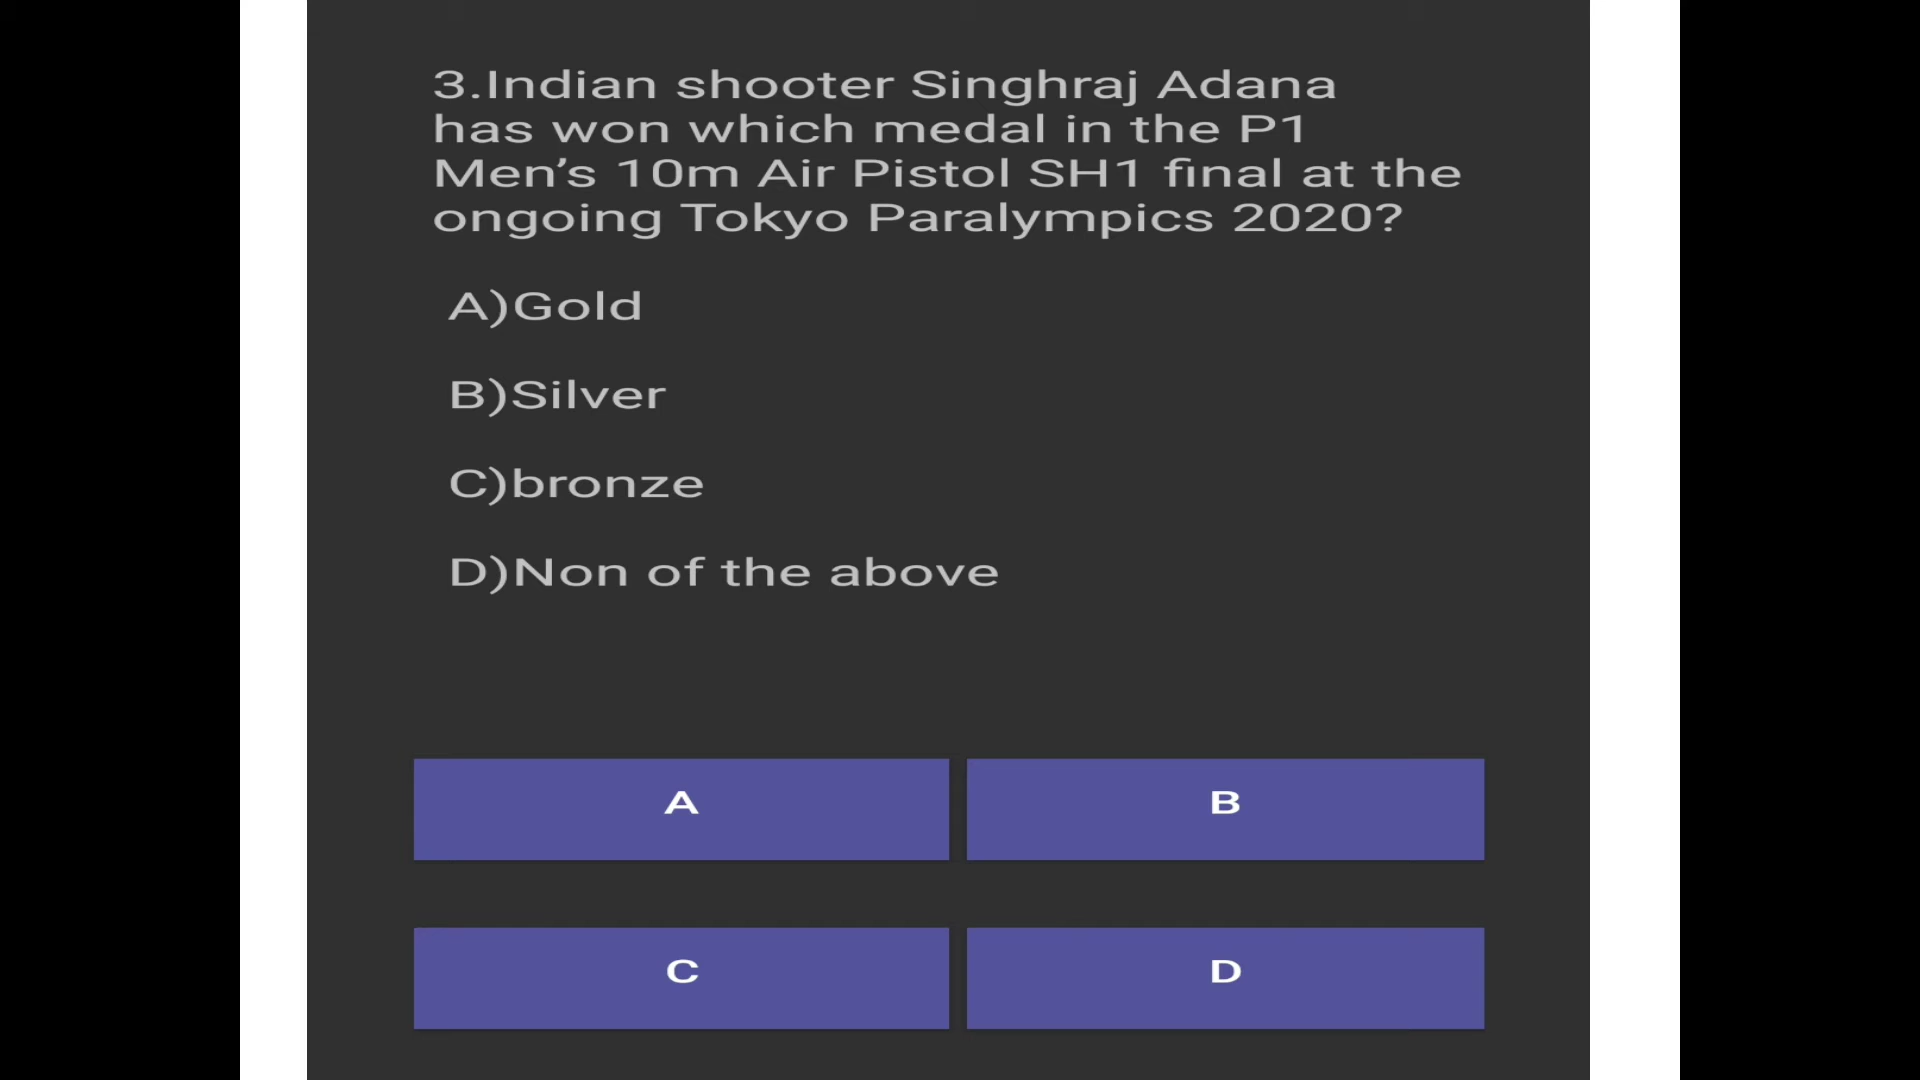 3.Indian shooter Singhraj Adana
has won which medal in the P1
Men’s 10m Air Pistol SH1 final at the
ongoing Tokyo Paralympics 2020?
A)Gold
B)Silver
C)bronze
D)Non of the above
A
B
C
D